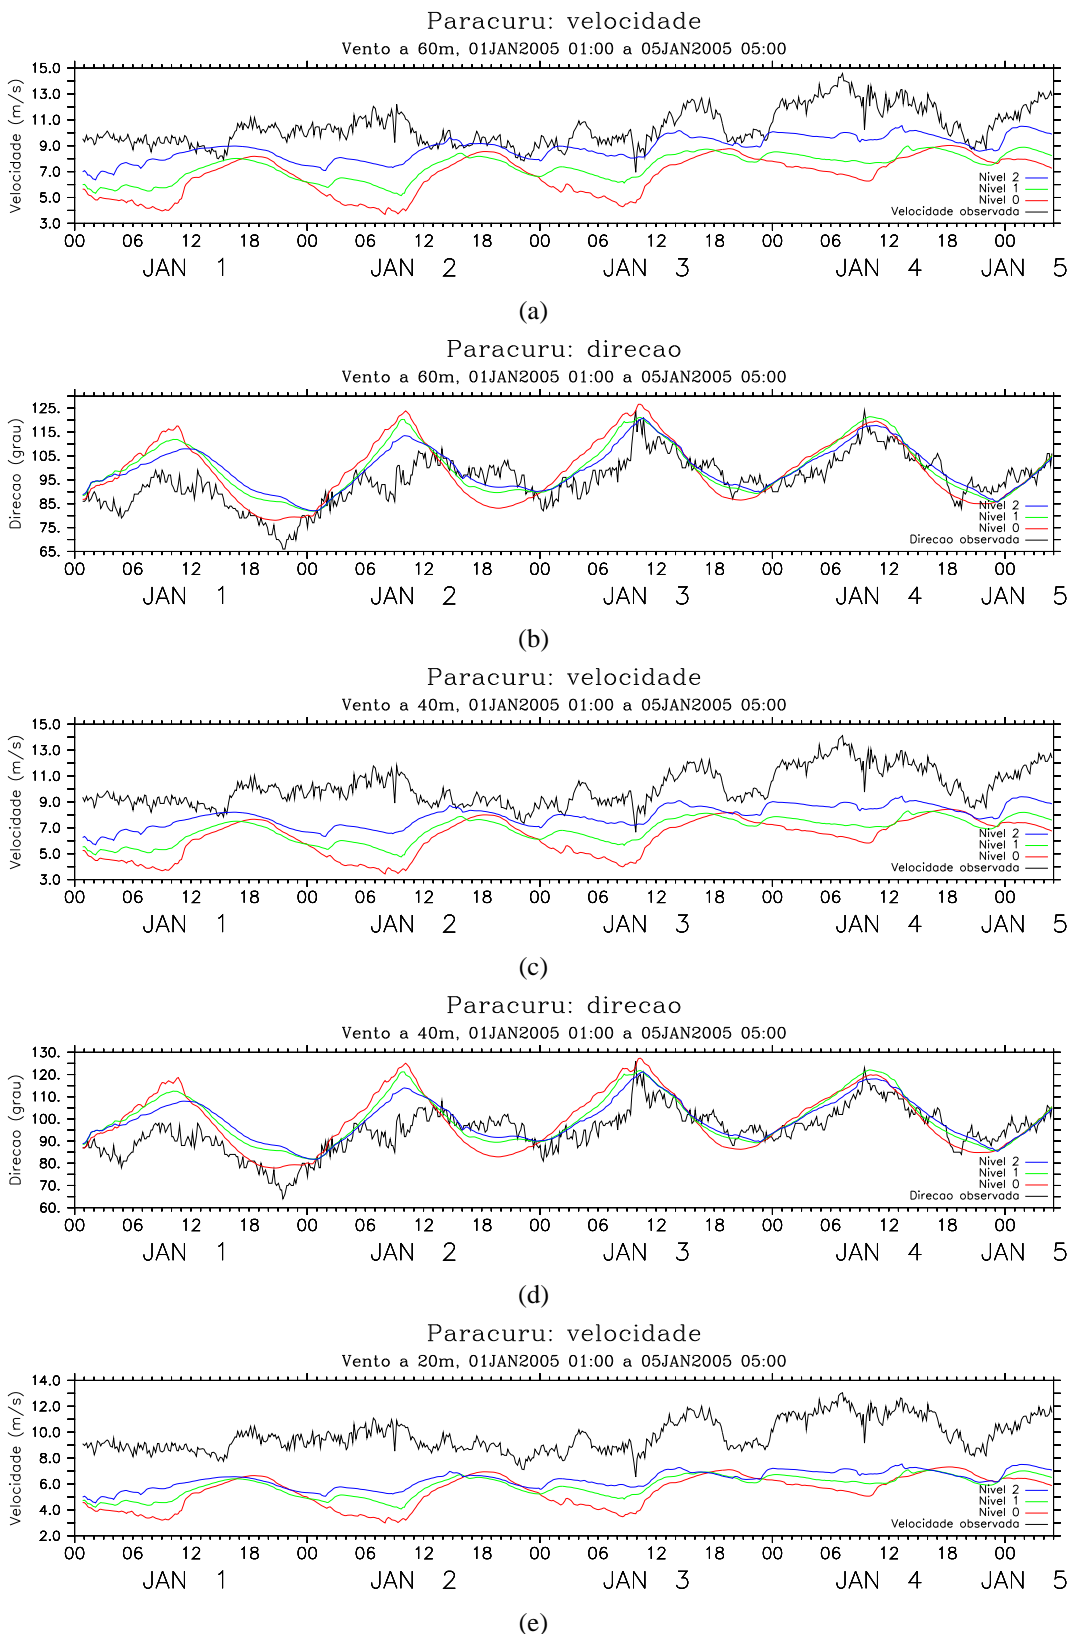 Paracuru: velocidade
Vento a 60m, 01JAN2005 01:00 a 05JAN2005 05:00
Velocidade (m/s)
15.0
13.0
11.0
9.0
7.0
5.0
3.0
Nivel 2
Nivel 1
Nivel 0
Velocidade observada
00 06 12 18 00 06 12 18 00 06 12 18 00 06 12 18 00
JAN 1 JAN 2 JAN 3 JAN 4 JAN 5
(a)
Paracuru: direcao
Vento a 60m, 01JAN2005 01:00 a 05JAN2005 05:00
Direcao (grau)
125.
115.
105.
95.
85.
75.
65.
Nivel 2
Nivel 1
Nivel 0
Direcao observada
00 06 12 18 00 06 12 18 00 06 12 18 00 06 12 18 00
JAN 1 JAN 2 JAN 3 JAN 4 JAN 5
(b)
Paracuru: velocidade
Vento a 40m, 01JAN2005 01:00 a 05JAN2005 05:00
Velocidade (m/s)
15.0
13.0
11.0
9.0
7.0
5.0
3.0
Nivel 2
Nivel 1
Nivel 0
Velocidade observada
00 06 12 18 00 06 12 18 00 06 12 18 00 06 12 18 00
JAN 1 JAN 2 JAN 3 JAN 4 JAN 5
(c)
Paracuru: direcao
Vento a 40m, 01JAN2005 01:00 a 05JAN2005 05:00
Direcao (grau)
130.
120.
110.
100.
90.
80.
70.
60.
Nivel 2
Nivel 1
Nivel 0
Direcao observada
00 06 12 18 00 06 12 18 00 06 12 18 00 06 12 18 00
JAN 1 JAN 2 JAN 3 JAN 4 JAN 5
(d)
Paracuru: velocidade
Vento a 20m, 01JAN2005 01:00 a 05JAN2005 05:00
Velocidade (m/s)
14.0
12.0
10.0
8.0
6.0
4.0
2.0
Nivel 2
Nivel 1
Nivel 0
Velocidade observada
00 06 12 18 00 06 12 18 00 06 12 18 00 06 12 18 00
JAN 1 JAN 2 JAN 3 JAN 4 JAN 5
(e)